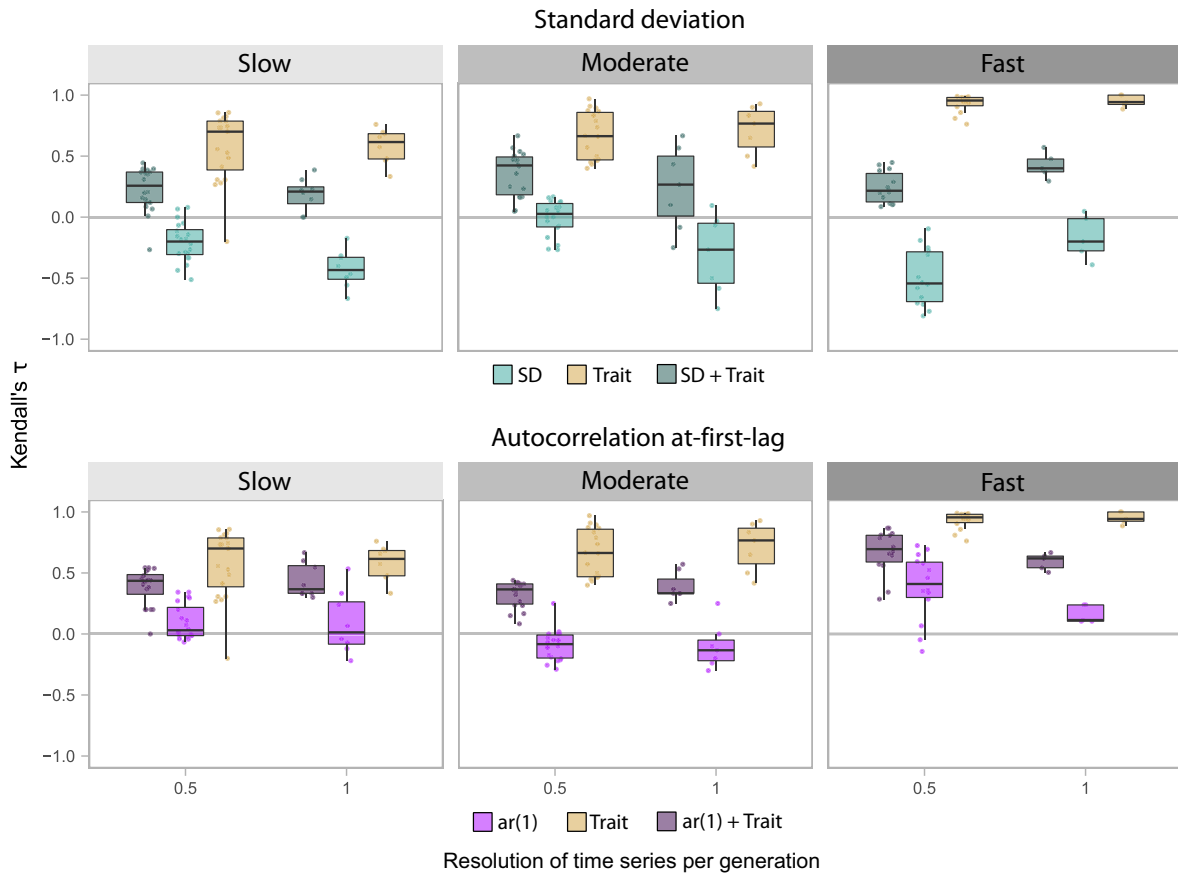 Standard deviation
Slow Moderate Fast
1.0
0.5
0.0
−0.5
−1.0
SD Trait SD + Trait
Kendall's τ
Autocorrelation at-first-lag
Slow Moderate Fast
1.0
0.5
0.0
−0.5
−1.0
0.5 1 0.5 1 0.5 1
ar(1) Trait ar(1) + Trait
Resolution of time series per generation